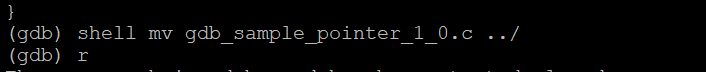 }
(gdb) shell mv gdb_sample_pointer_1_0.c ../
(gdb) r